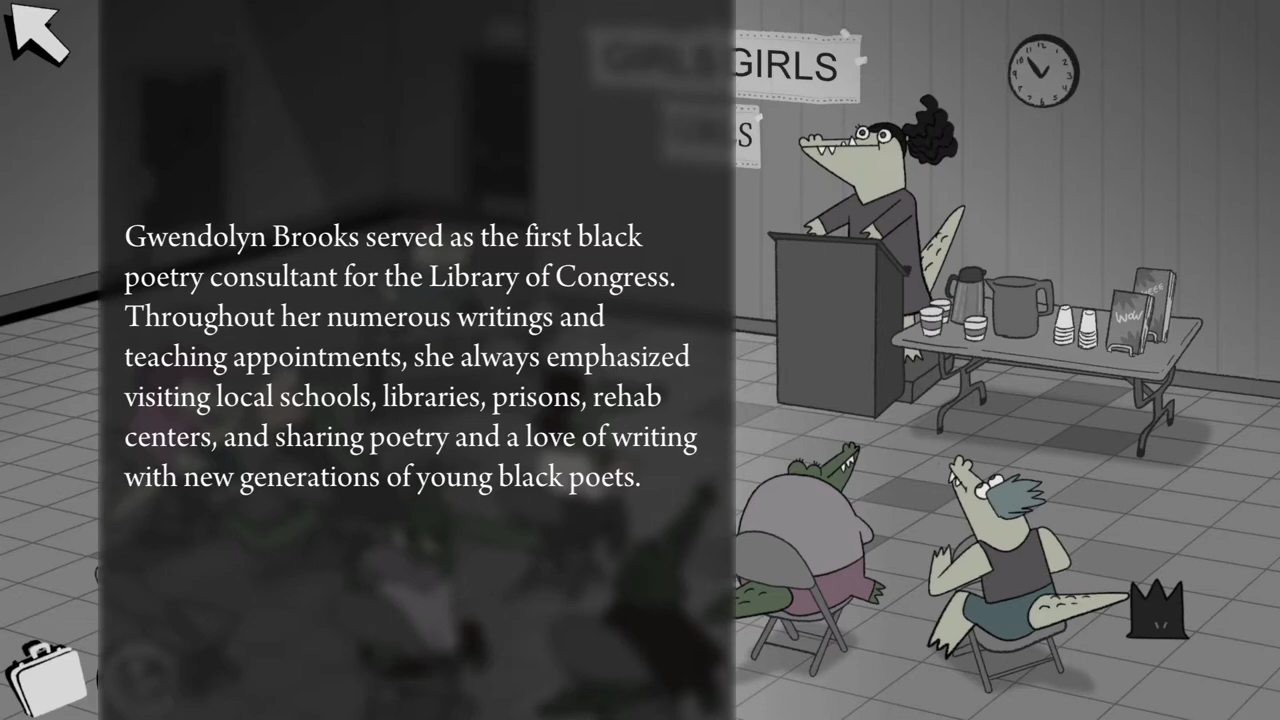 GIRLS GIRLS
Gwendolyn Brooks served as the first black
poetry consultant for the Library of Congress.
Throughout her numerous writings and
teaching appointments, she always emphasized
visiting local schools, libraries, prisons, rehab
centers, and sharing poetry and a love of writing
with new generations of young black poets.
Wow